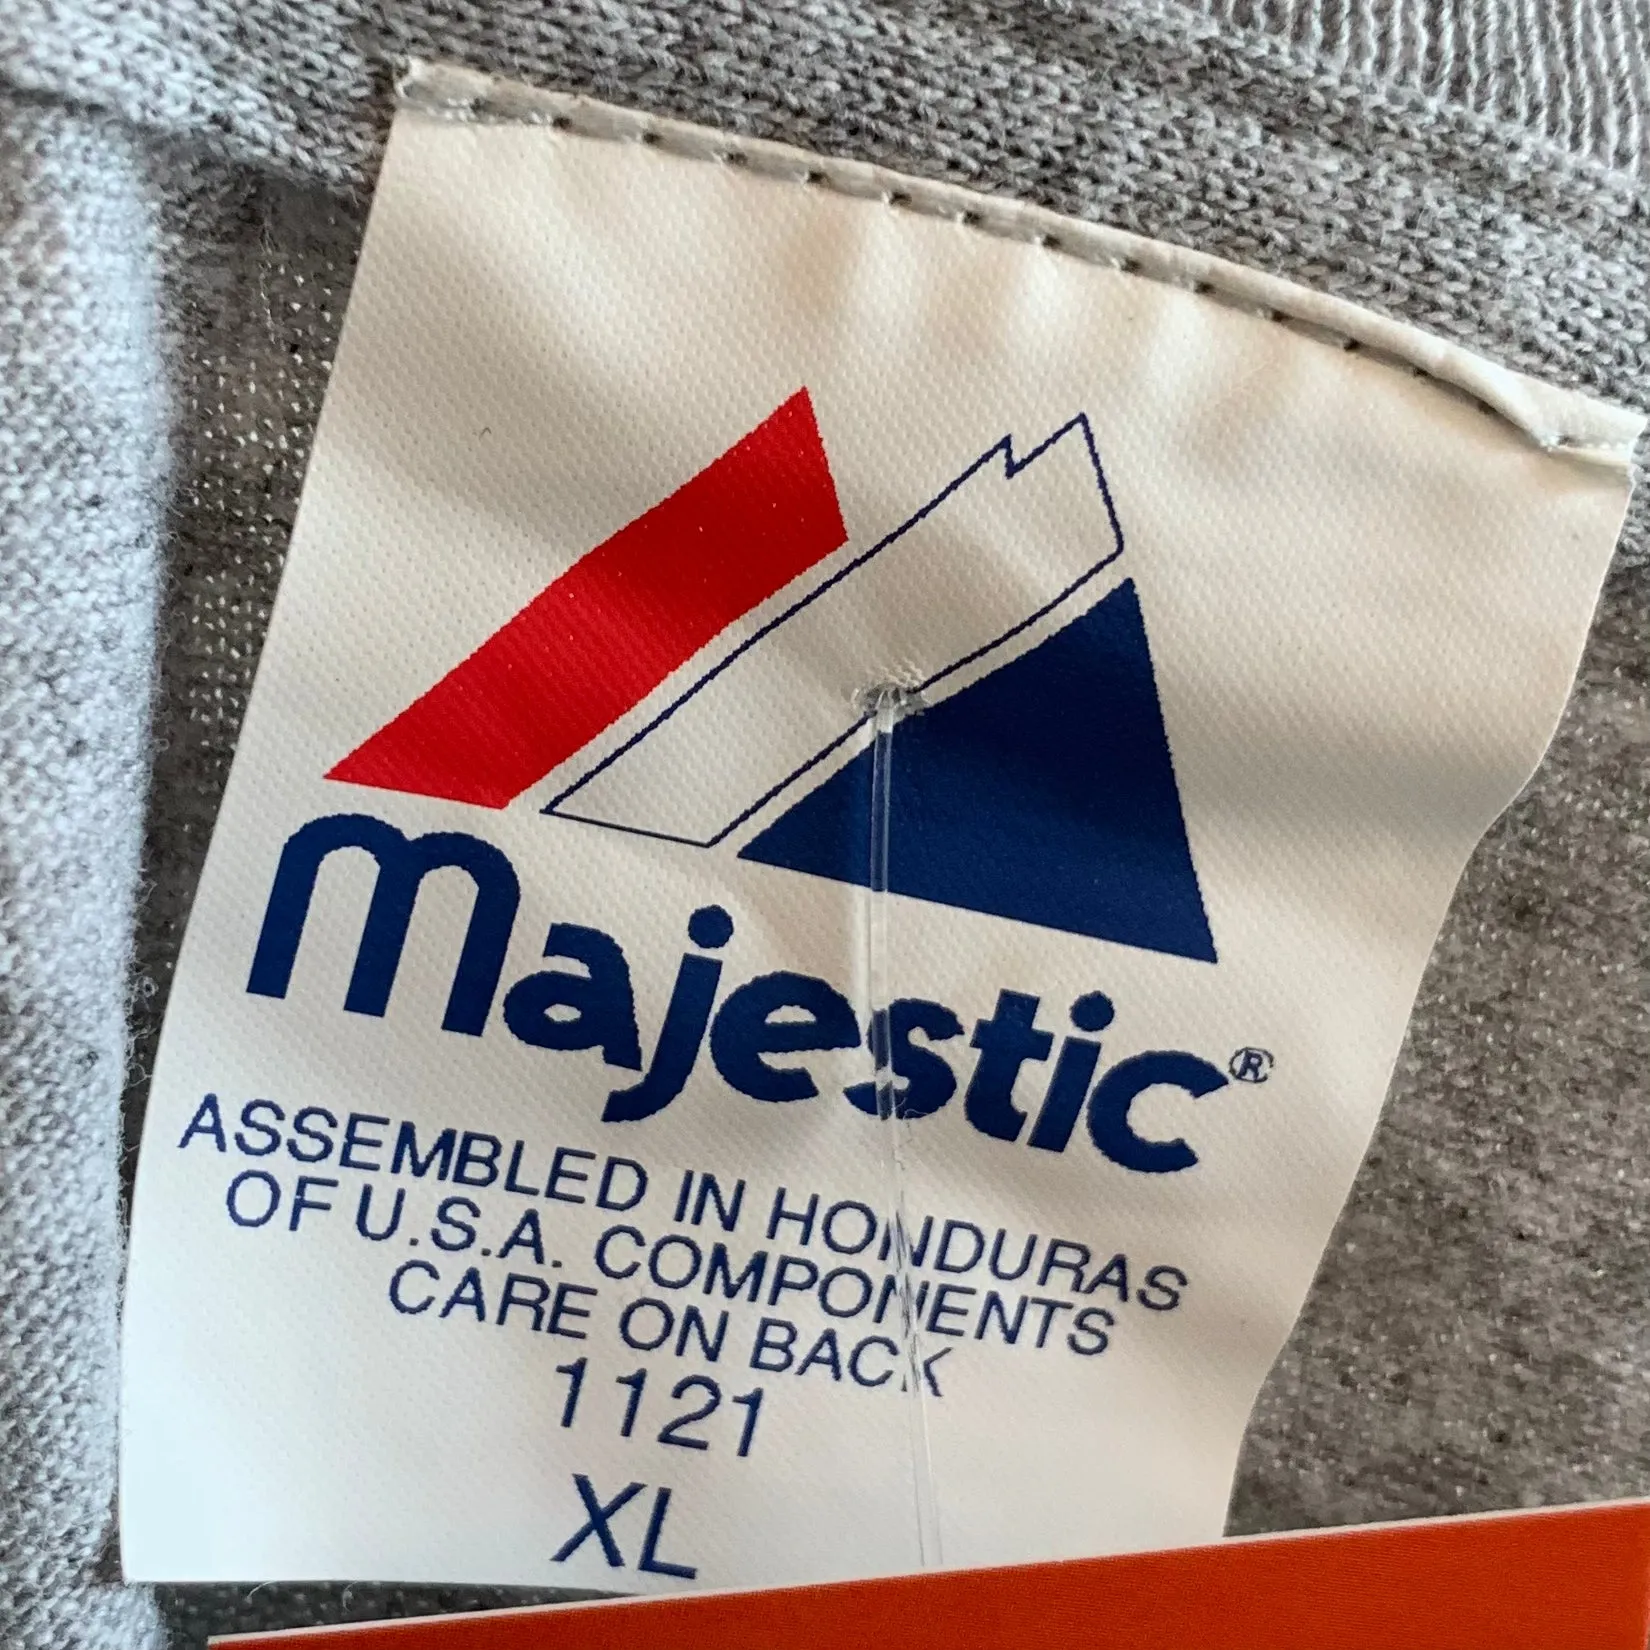 majestic®
ASSEMBLED IN HONDURAS
OF U.S.A. COMPONENTS
CARE ON BACK
1121
XL